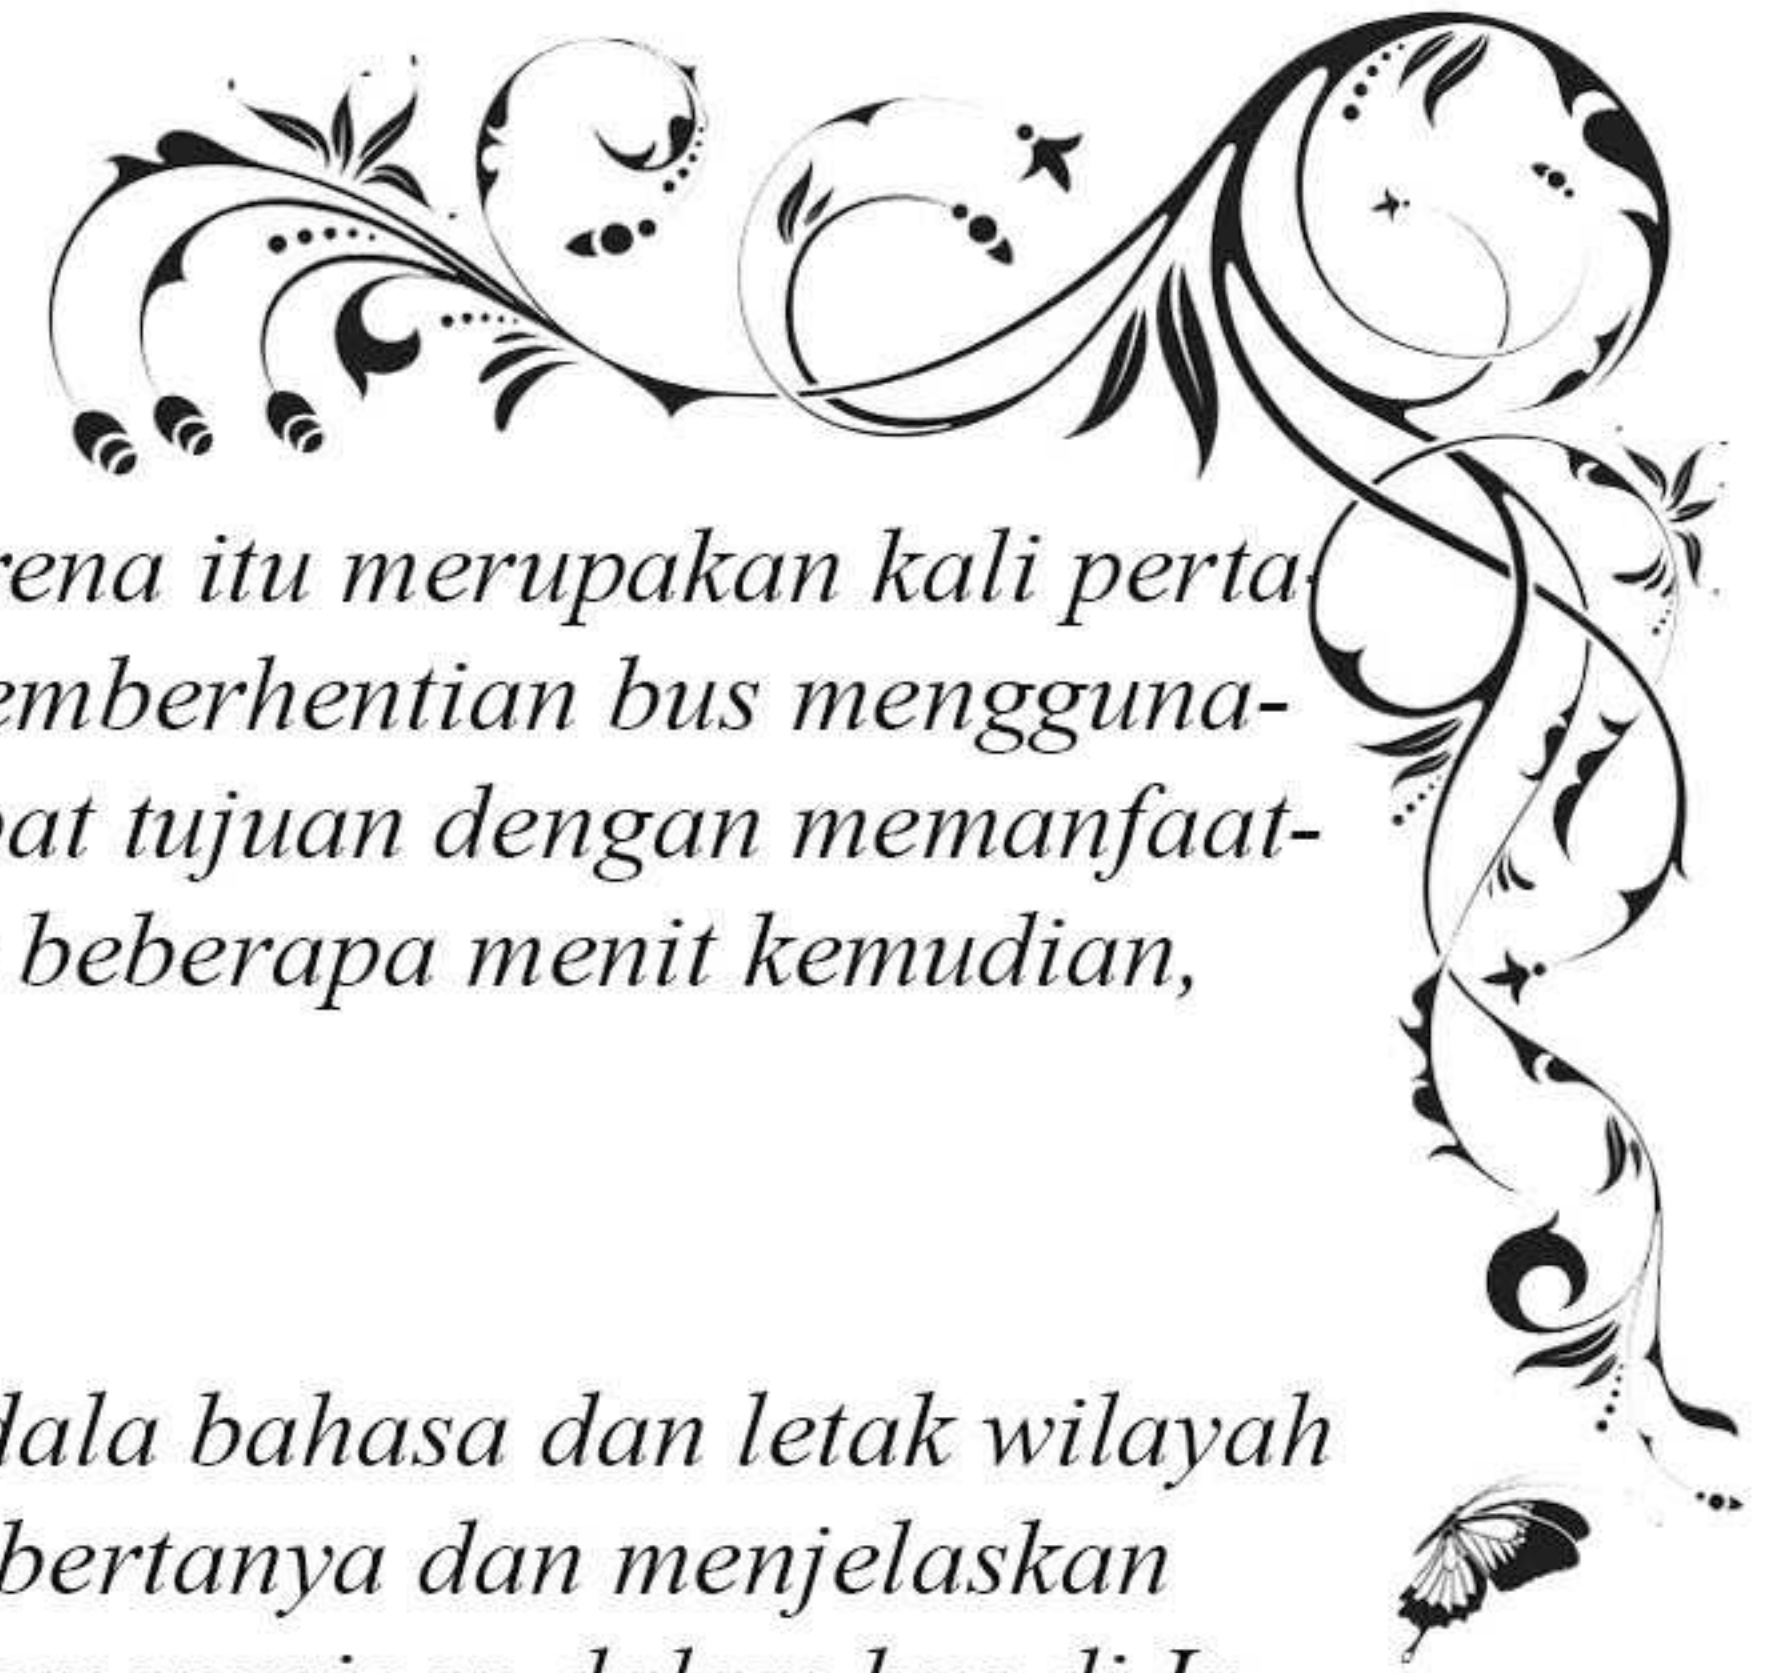 rena itu merupakan kali perta-
emberhentian bus mengguna-
pat tujuan dengan memanfaat-
beberapa menit kemudian,
dala bahasa dan letak wilayah
bertanya dan menjelaskan